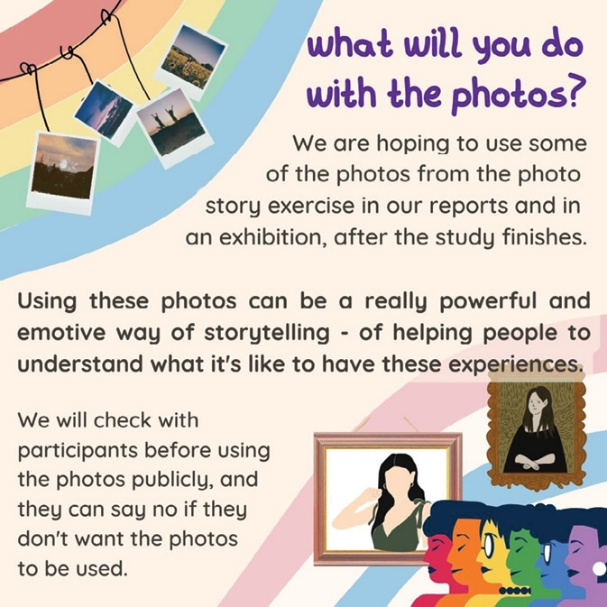 what will you do
with the photos?
We are hoping to use some
of the photos from the photo
story exercise in our reports and in
an exhibition, after the study finishes.
Using these photos can be a really powerful and
emotive way of storytelling - of helping people to
understand what it's like to have these experiences.
We will check with
participants before using
the photos publicly, and
they can say no if they
don't want the photos
to be used.